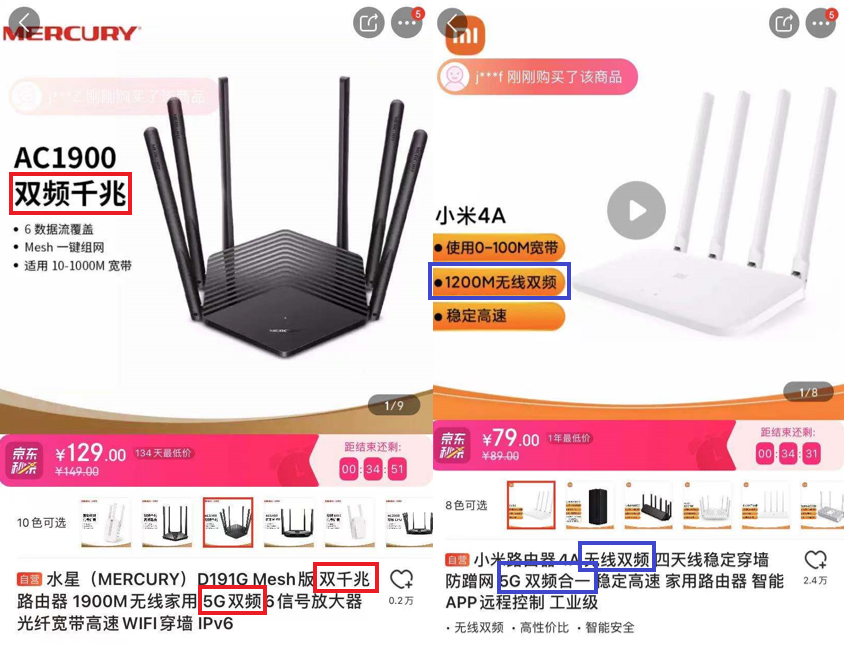 MERCURY
5
j***z 刚刚购买了该商品
AC1900
双频千兆
• 6 数据流覆盖
• Mesh 一键组网
• 适用 10-1000M 宽带
MERCURY
1/9
京东
秒杀
¥129.00
134天最低价
¥149.00
距结束还剩:
00:34:51
10色可选
自营 水星（MERCURY）D191G Mesh版 双千兆
路由器 1900M无线家用 5G双频 6信号放大器
光纤宽带高速WIFI穿墙 IPv6
0.2万
mi
5
j***f 刚刚购买了该商品
小米4A
• 使用0-100M宽带
• 1200M无线双频
• 稳定高速
1/8
京东
秒杀
¥79.00
1年最低价
¥89.00
距结束还剩:
00:34:31
8色可选
自营 小米路由器 4A 无线双频 四天线稳定穿墙
防蹭网 5G 双频合一 稳定高速 家用路由器 智能
APP远程控制 工业级
2.4万
· 无线双频 · 高性价比 · 智能安全